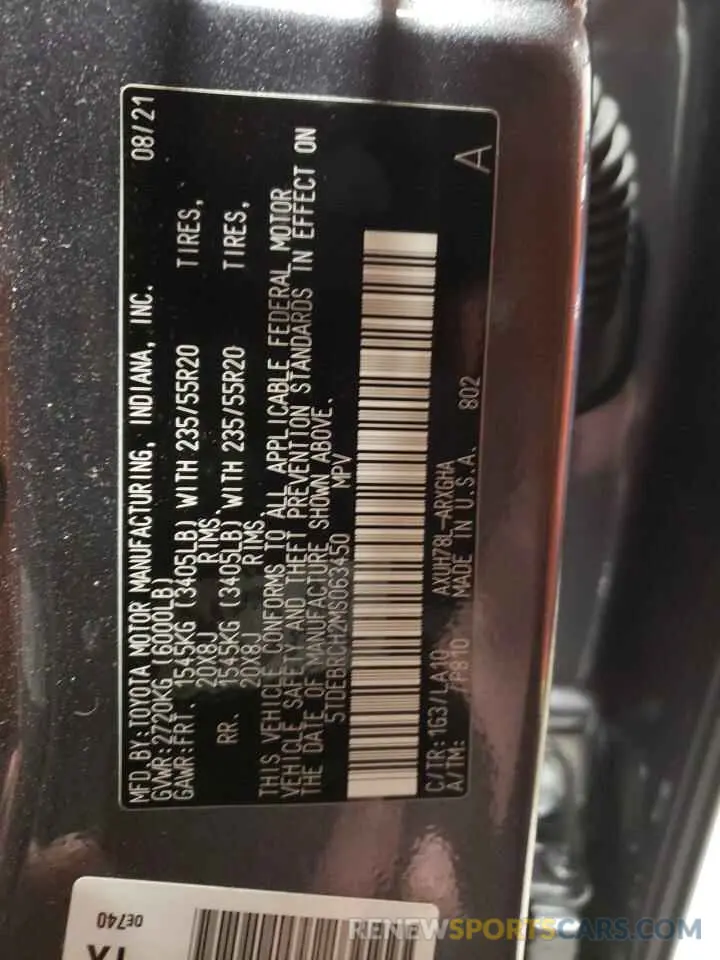 MFD BY:TOYOTA MOTOR MANUFACTURING, INDIANA, INC. 08/21
GVWR:2720KG (6000LB)
GAWR:FRT. 1545KG (3405LB) WITH 235/55R20 TIRES,
20X8J RIMS.
RR. 1545KG (3405LB) WITH 235/55R20 TIRES,
20X8J RIMS.
THIS VEHICLE CONFORMS TO ALL APPLICABLE FEDERAL MOTOR
VEHICLE SAFETY AND THEFT PREVENTION STANDARDS IN EFFECT ON
THE DATE OF MANUFACTURE SHOWN ABOVE.
5TDEBRCH2MS063450 MPV
C/TR:1G3/LA10 AXUH78L-ARXGHA
A/TM: /P810 MADE IN U.S.A. 802
A
0E740
TX
RENEWSPORTSCARS.COM